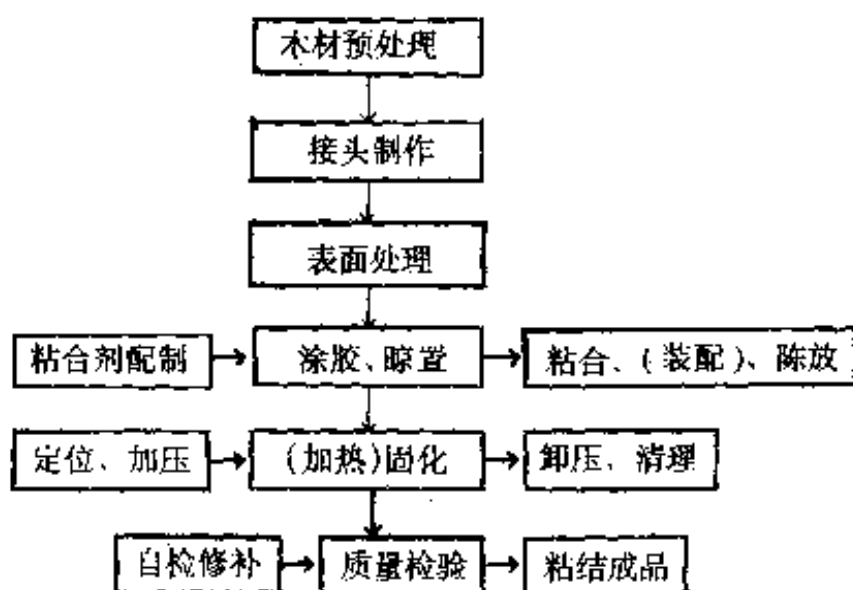 木材预处理
接头制作
表面处理
粘合剂配制 涂胶、晾置 粘合、(装配)、陈放
定位、加压 (加热)固化 卸压、清理
自检修补 质量检验 粘结成品